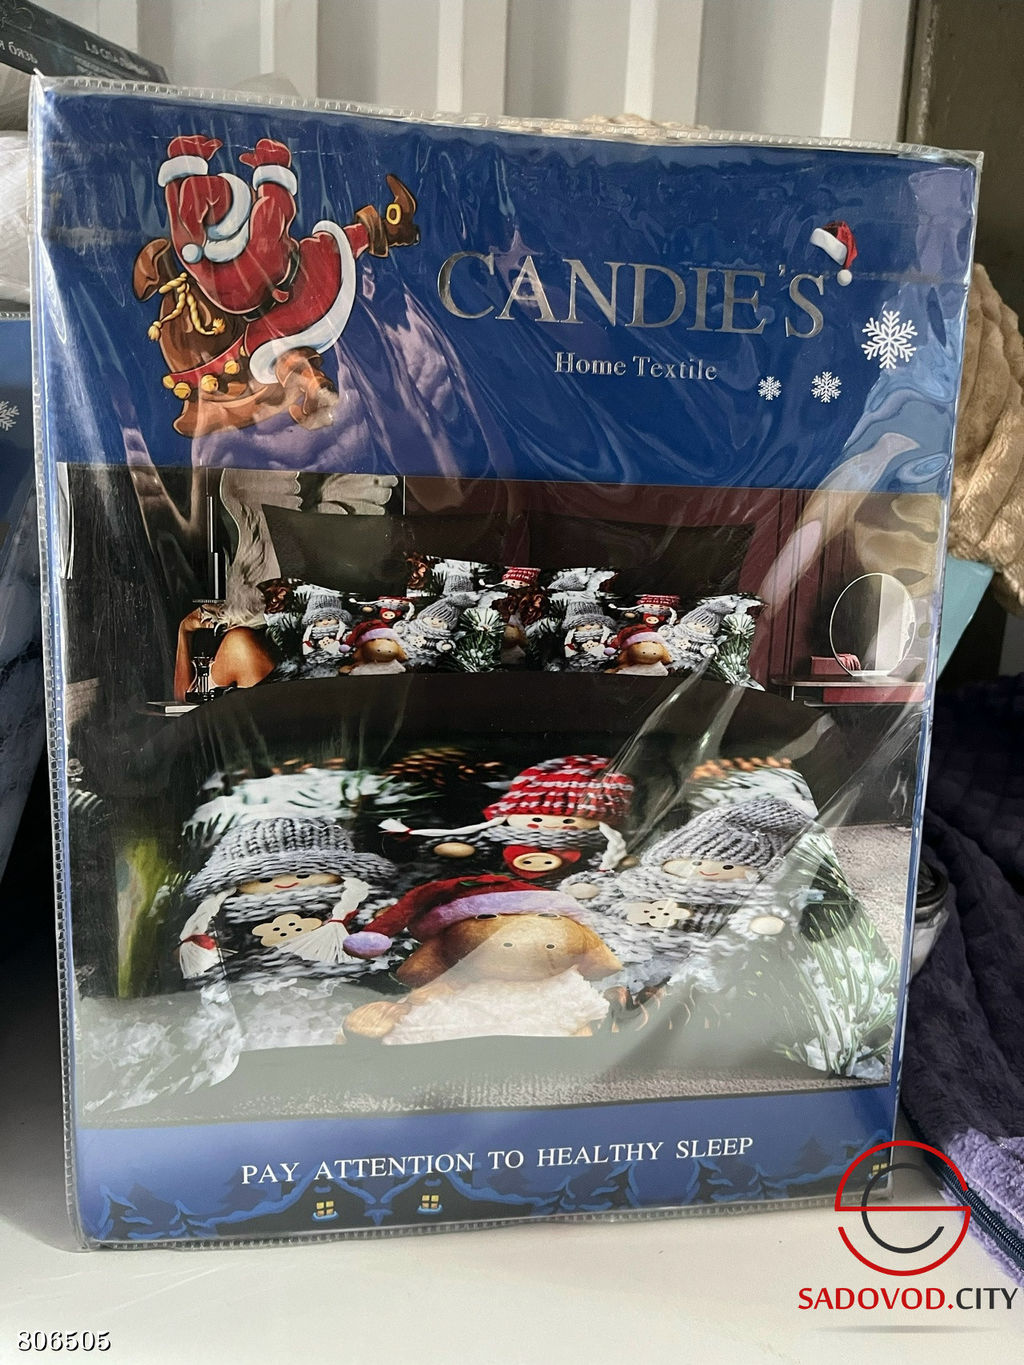 CANDIE'S
Home Textile
PAY ATTENTION TO HEALTHY SLEEP
SADOVOD.CITY
806505